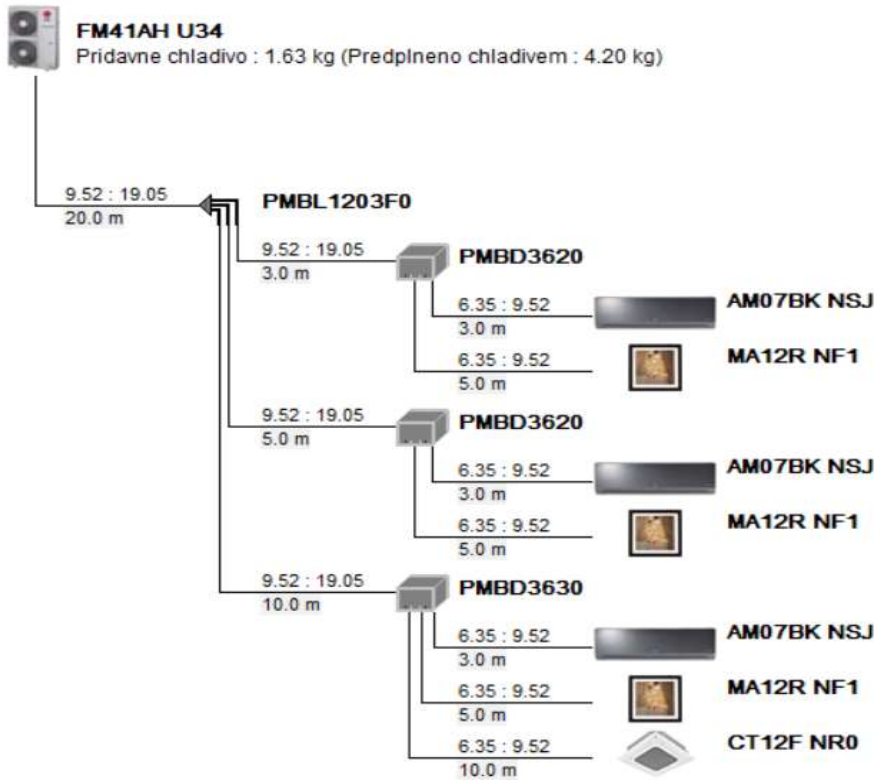 FM41AH U34
Pridavne chladivo : 1.63 kg (Predplneno chladivem : 4.20 kg)
9.52 : 19.05
20.0 m
PMBL1203F0
9.52 : 19.05
3.0 m
PMBD3620
6.35 : 9.52
3.0 m
AM07BK NSJ
6.35 : 9.52
5.0 m
MA12R NF1
9.52 : 19.05
5.0 m
PMBD3620
6.35 : 9.52
3.0 m
AM07BK NSJ
6.35 : 9.52
5.0 m
MA12R NF1
9.52 : 19.05
10.0 m
PMBD3630
6.35 : 9.52
3.0 m
AM07BK NSJ
6.35 : 9.52
5.0 m
MA12R NF1
6.35 : 9.52
10.0 m
CT12F NR0